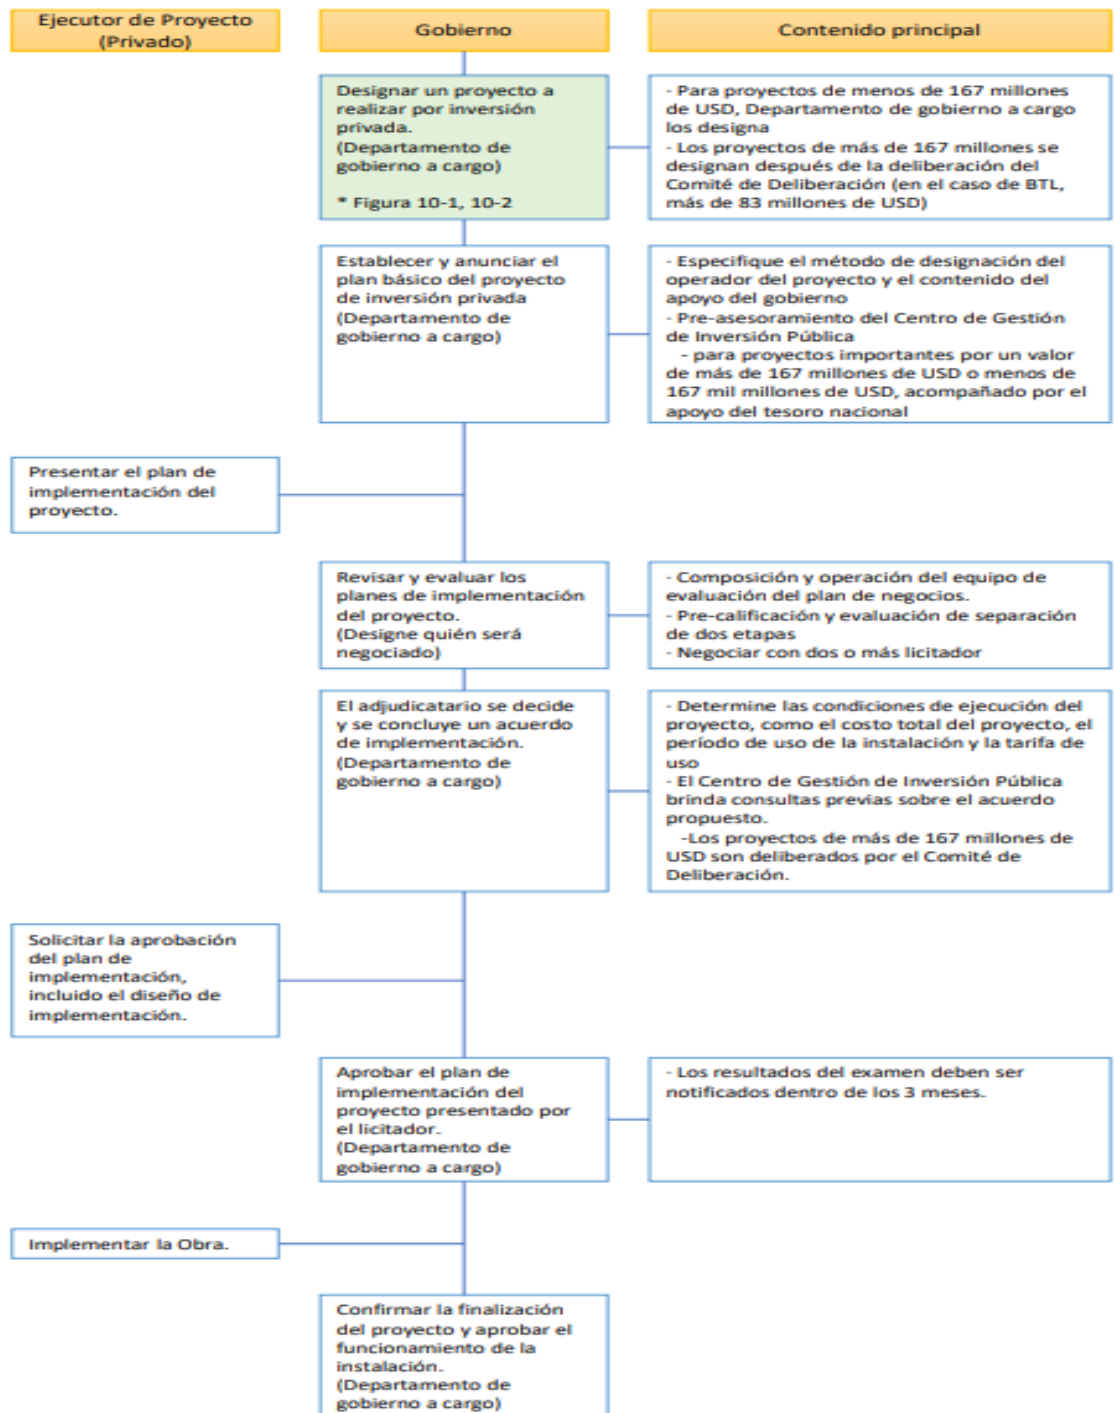 Ejecutor de Proyecto
(Privado)
Gobierno
Contenido principal
Designar un proyecto a
realizar por inversión
privada.
(Departamento de
gobierno a cargo)
* Figura 10-1, 10-2
- Para proyectos de menos de 167 millones
de USD, Departamento de gobierno a cargo
los designa
- Los proyectos de más de 167 millones se
designan después de la deliberación del
Comité de Deliberación (en el caso de BTL,
más de 83 millones de USD)
Establecer y anunciar el
plan básico del proyecto
de inversión privada
(Departamento de
gobierno a cargo)
- Especifique el método de designación del
operador del proyecto y el contenido del
apoyo del gobierno
- Pre-asesoramiento del Centro de Gestión
de Inversión Pública
- para proyectos importantes por un valor
de más de 167 millones de USD o menos de
167 mil millones de USD, acompañado por el
apoyo del tesoro nacional
Presentar el plan de
implementación del
proyecto.
Revisar y evaluar los
planes de implementación
del proyecto.
(Designe quién será
negociado)
- Composición y operación del equipo de
evaluación del plan de negocios.
- Pre-calificación y evaluación de separación
de dos etapas
- Negociar con dos o más licitador
El adjudicatario se decide
y se concluye un acuerdo
de implementación.
(Departamento de
gobierno a cargo)
- Determine las condiciones de ejecución del
proyecto, como el costo total del proyecto, el
período de uso de la instalación y la tarifa de
uso
- El Centro de Gestión de Inversión Pública
brinda consultas previas sobre el acuerdo
propuesto.
-Los proyectos de más de 167 millones de
USD son deliberados por el Comité de
Deliberación.
Solicitar la aprobación
del plan de
implementación,
incluido el diseño de
implementación.
Aprobar el plan de
implementación del
proyecto presentado por
el licitador.
(Departamento de
gobierno a cargo)
- Los resultados del examen deben ser
notificados dentro de los 3 meses.
Implementar la Obra.
Confirmar la finalización
del proyecto y aprobar el
funcionamiento de la
instalación.
(Departamento de
gobierno a cargo)